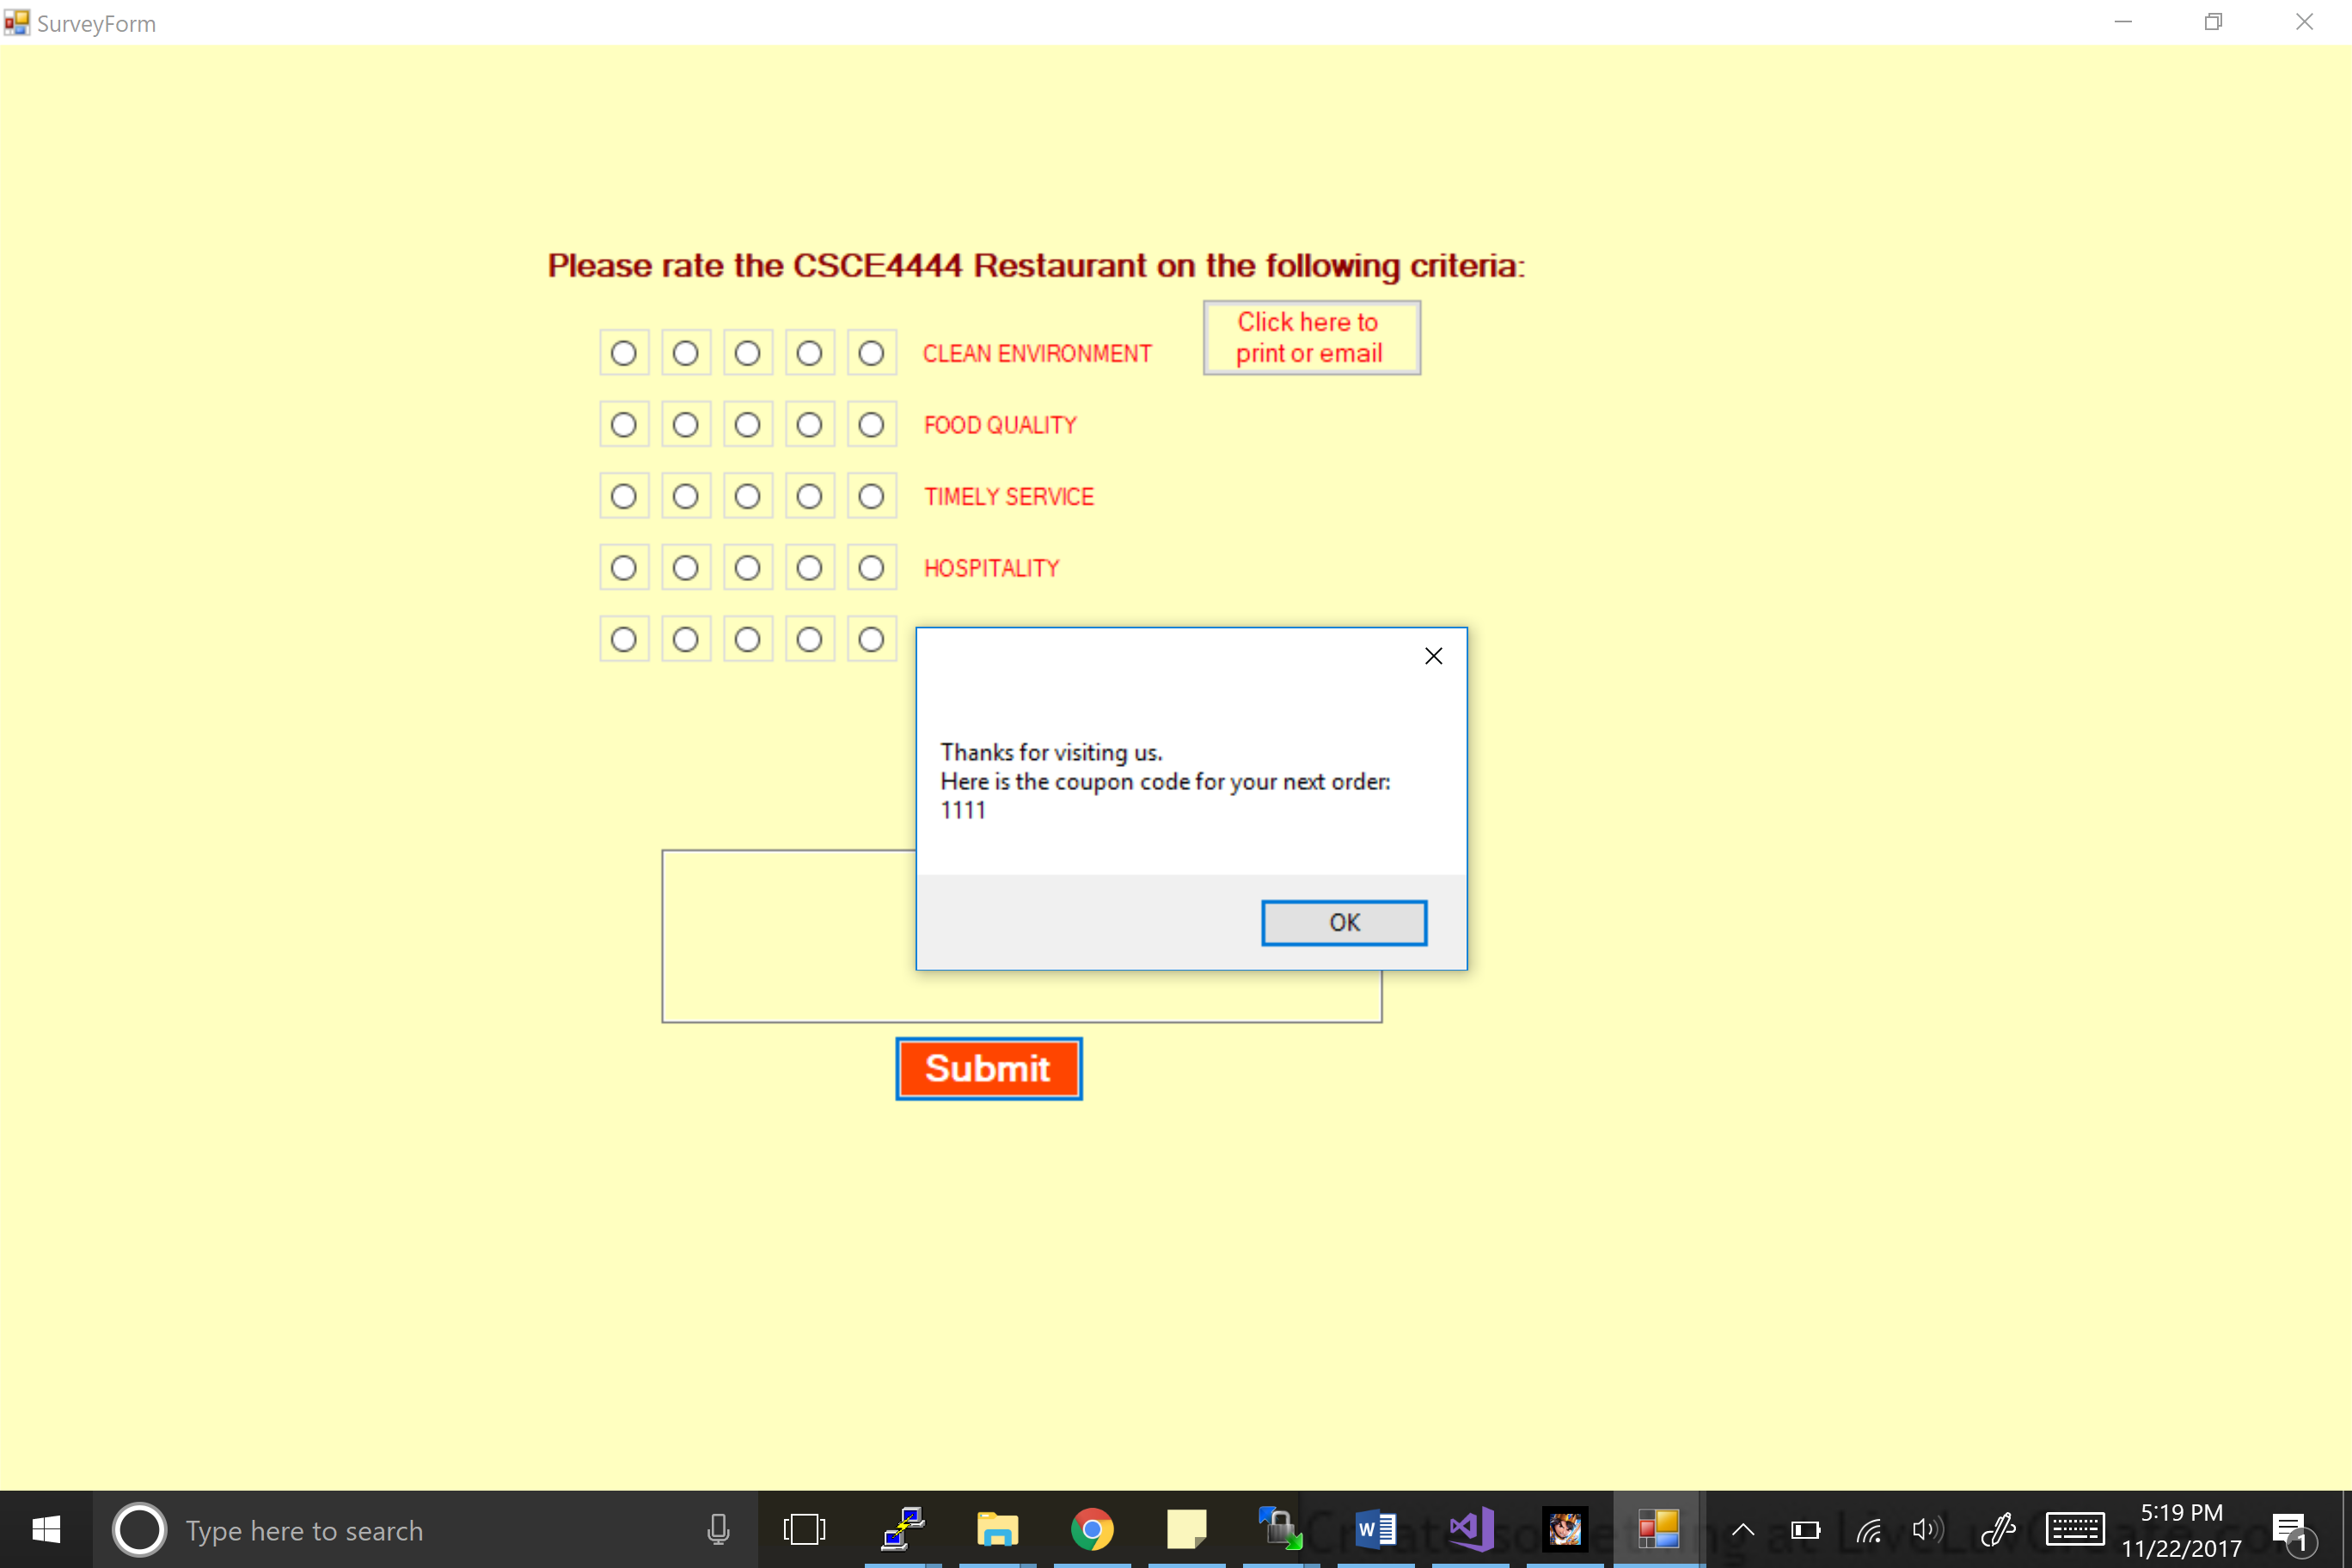 SurveyForm
Please rate the CSCE4444 Restaurant on the following criteria:
Click here to
print or email
CLEAN ENVIRONMENT
FOOD QUALITY
TIMELY SERVICE
HOSPITALITY
Thanks for visiting us.
Here is the coupon code for your next order:
1111
OK
Submit
Type here to search
5:19 PM
11/22/2017
1